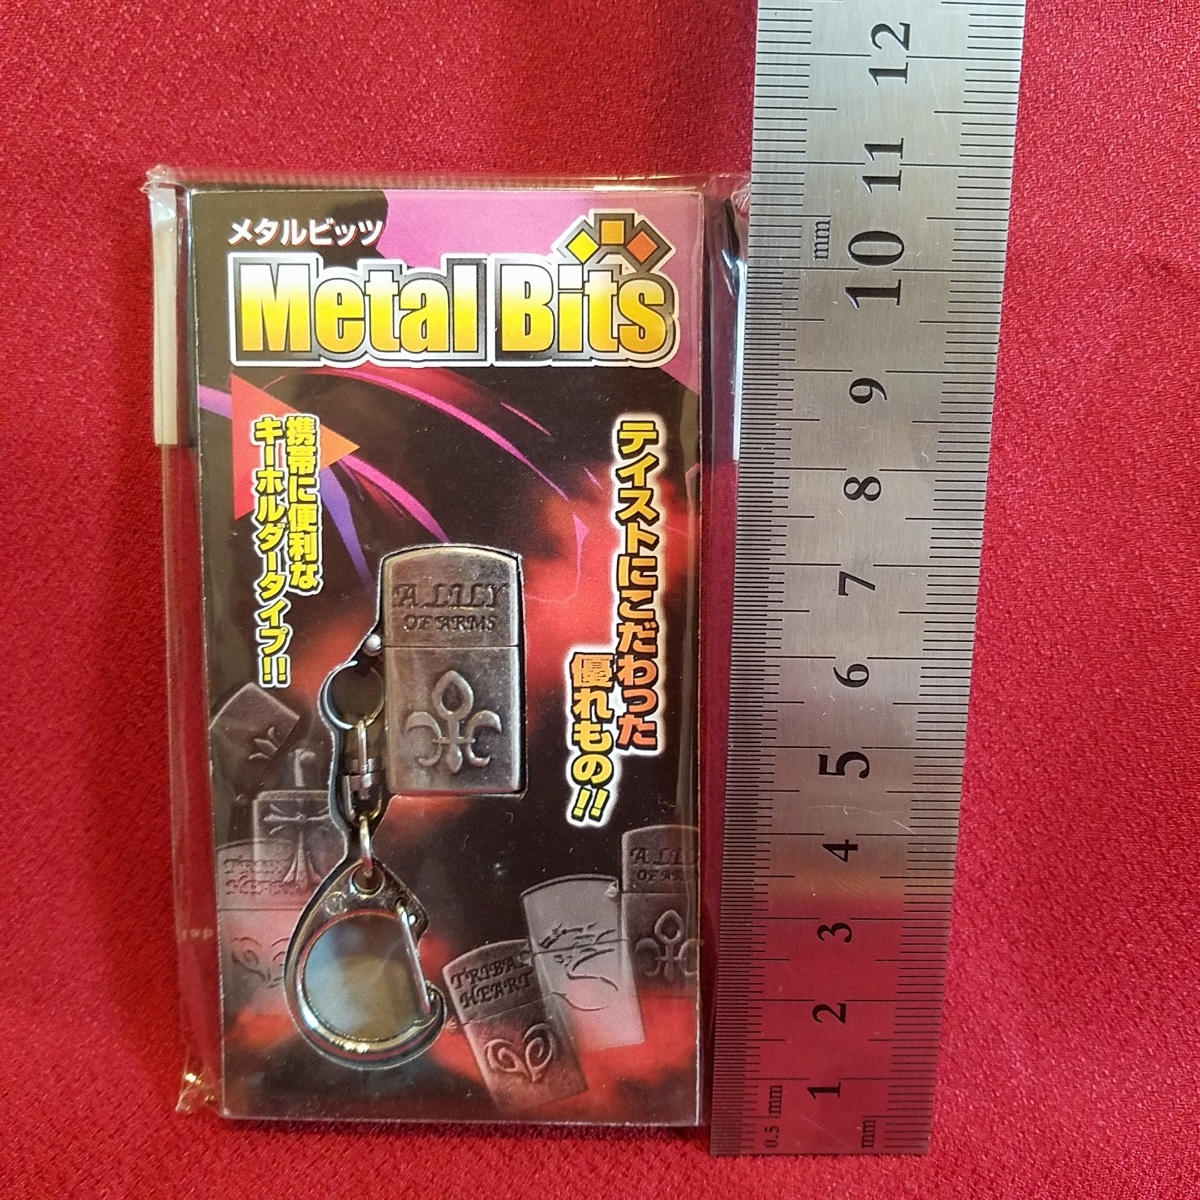 メタルビッツ
Metal Bits
テイストにこだわった
優れもの!!
携帯に便利な
キーホルダータイプ!!
A LILY
OF ARMS
A LIL
OF ARM
TRIBAL
HEART
12
11
mm
10
9
8
7
6
5
4
3
2
1
0.5 mm
mm